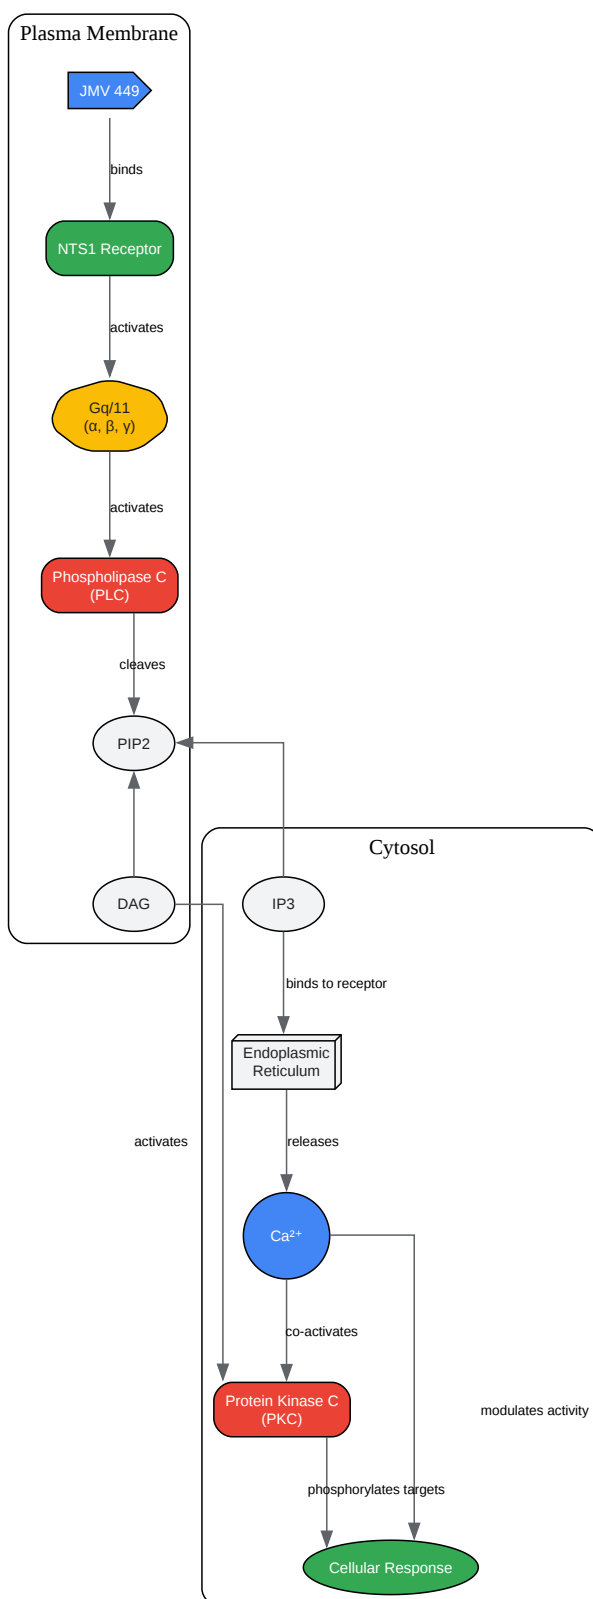 Plasma Membrane
JMV 449
binds
NTS1 Receptor
activates
Gq/11
(α, β, γ)
activates
Phospholipase C
(PLC)
cleaves
PIP2
Cytosol
DAG
IP3
binds to receptor
Endoplasmic
Reticulum
activates
releases
Ca²⁺
co-activates
Protein Kinase C
(PKC)
modulates activity
phosphorylates targets
Cellular Response